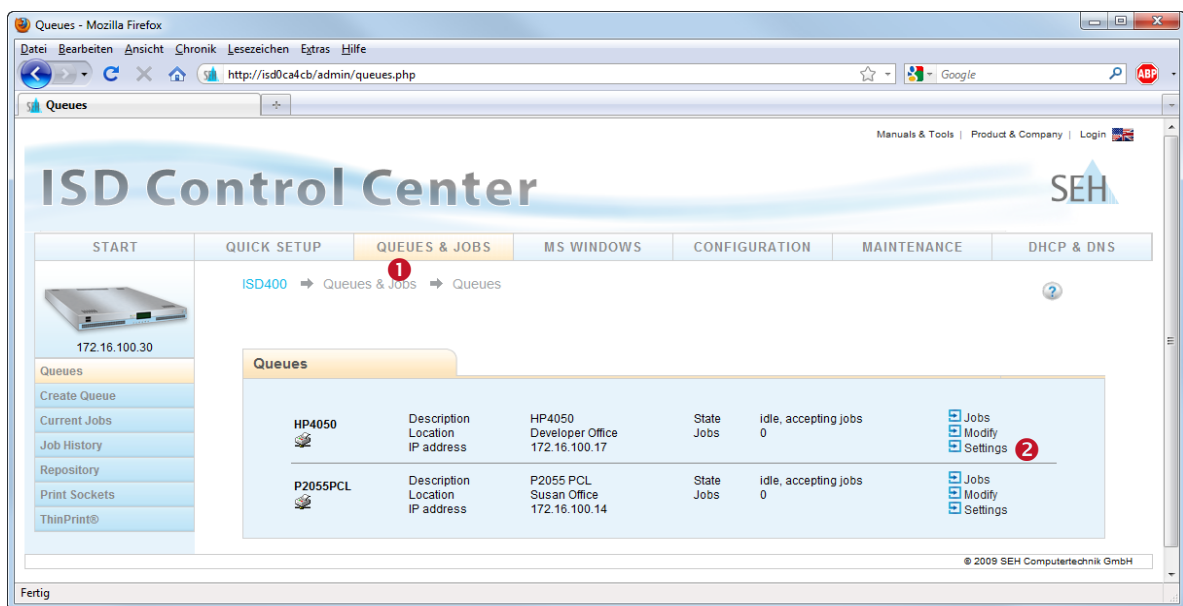 Queues - Mozilla Firefox
Datei Bearbeiten Ansicht Chronik Lesezeichen Extras Hilfe
http://isd0ca4cb/admin/queues.php
Google
ABP
Queues
Manuals & Tools | Product & Company | Login
ISD Control Center
SEH
START QUICK SETUP QUEUES & JOBS MS WINDOWS CONFIGURATION MAINTENANCE DHCP & DNS
1
ISD400 ➡ Queues & Jobs ➡ Queues
?
172.16.100.30
Queues
Create Queue
Current Jobs
Job History
Repository
Print Sockets
ThinPrint®
Queues
HP4050 Description HP4050 State idle, accepting jobs Jobs
Location Developer Office Jobs 0 Modify
IP address 172.16.100.17 Settings 2
P2055PCL Description P2055 PCL State idle, accepting jobs Jobs
Location Susan Office Jobs 0 Modify
IP address 172.16.100.14 Settings
© 2009 SEH Computertechnik GmbH
Fertig